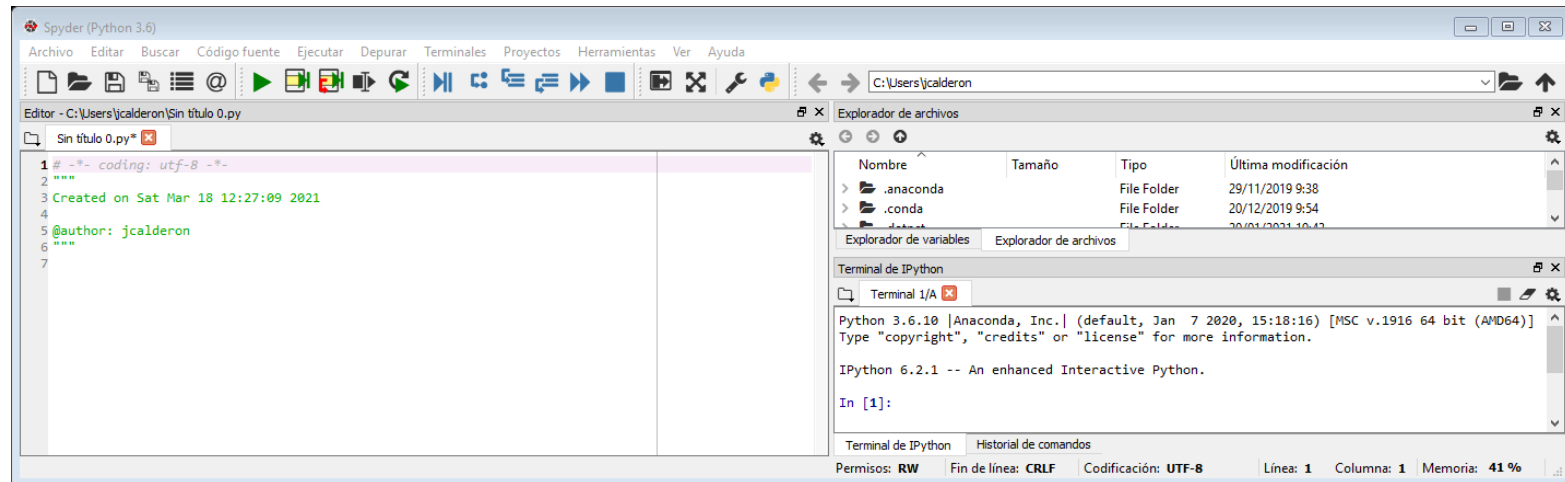 Spyder (Python 3.6)
Archivo Editar Buscar Código fuente Ejecutar Depurar Terminales Proyectos Herramientas Ver Ayuda
C:\Users\jcalderon
Editor - C:\Users\jcalderon\Sin título 0.py
Sin título 0.py*
1 # -*- coding: utf-8 -*-
2 """
3 Created on Sat Mar 18 12:27:09 2021
4
5 @author: jcalderon
6 """
7
Explorador de archivos
Nombre Tamaño Tipo Última modificación
.anaconda File Folder 29/11/2019 9:38
.conda File Folder 20/12/2019 9:54
Explorador de variables Explorador de archivos
Terminal de IPython
Terminal 1/A
Python 3.6.10 |Anaconda, Inc.| (default, Jan  7 2020, 15:18:16) [MSC v.1916 64 bit (AMD64)]
Type "copyright", "credits" or "license" for more information.
IPython 6.2.1 -- An enhanced Interactive Python.
In [1]:
Terminal de IPython Historial de comandos
Permisos: RW Fin de línea: CRLF Codificación: UTF-8 Línea: 1 Columna: 1 Memoria: 41 %